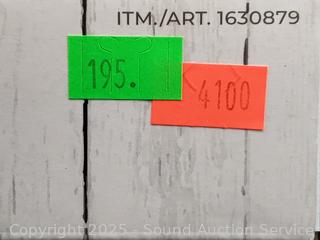 ITM./ART. 1630879
195.
4100
Copyright 2025 - Sound Auction Service